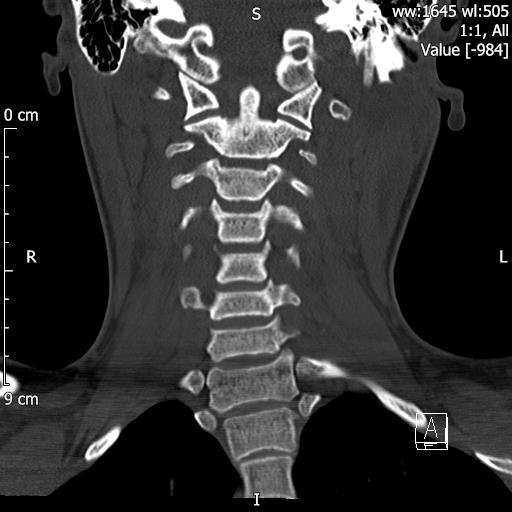 S
ww:1645 wl:505
1:1, All
Value [-984]
0 cm
R
L
9 cm
A
I